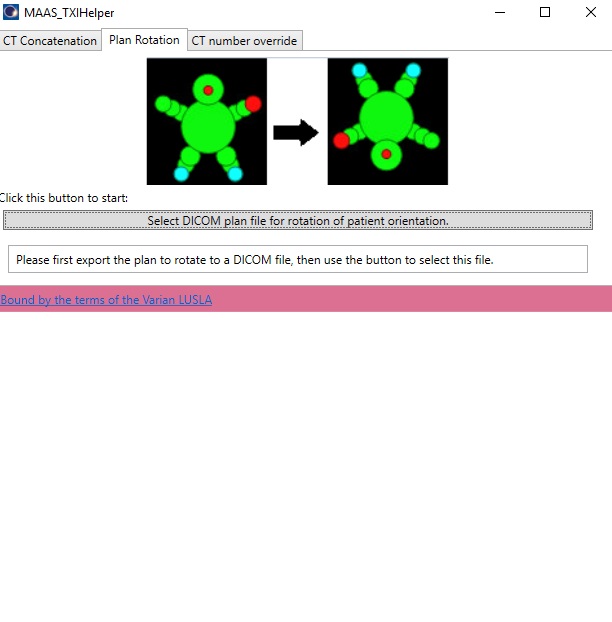 MAAS_TXIHelper
CT Concatenation
Plan Rotation
CT number override
Click this button to start:
Select DICOM plan file for rotation of patient orientation.
Please first export the plan to rotate to a DICOM file, then use the button to select this file.
Bound by the terms of the Varian LUSLA